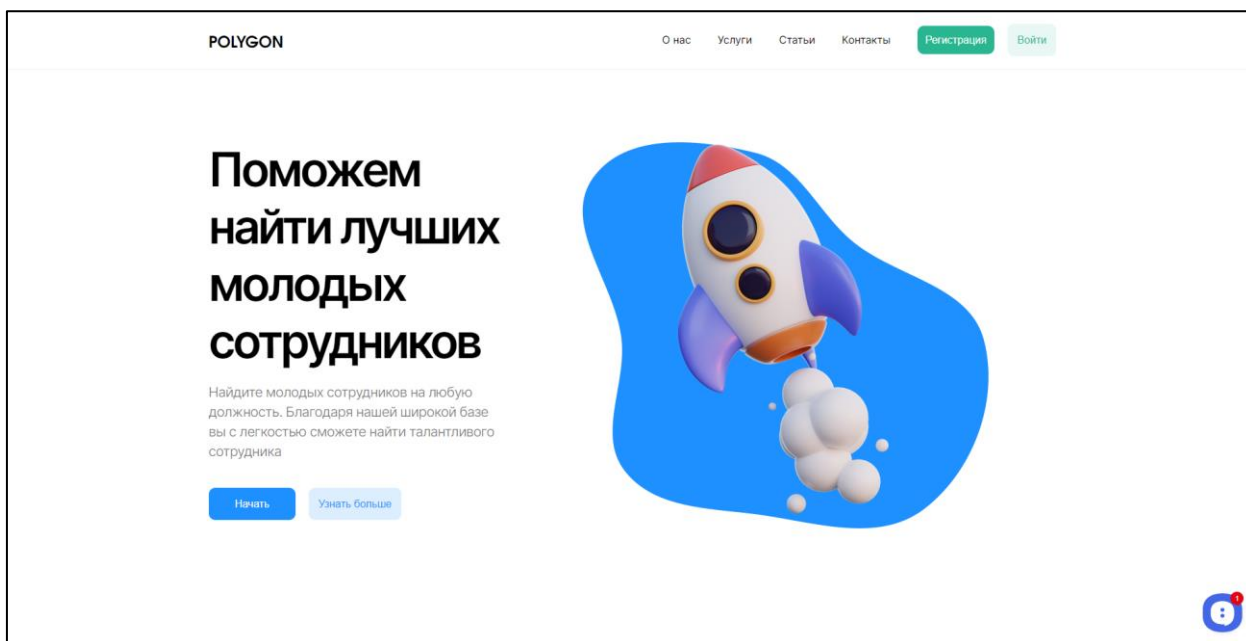 POLYGON
О нас Услуги Статьи Контакты Регистрация Войти
Поможем
найти лучших
молодых
сотрудников
Найдите молодых сотрудников на любую
должность. Благодаря нашей широкой базе
вы с легкостью сможете найти талантливого
сотрудника
Начать Узнать больше
1